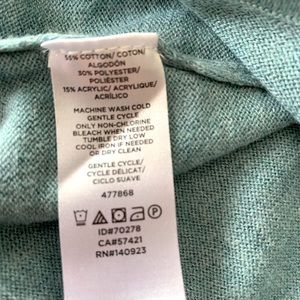 55% COTTON/ COTON/
ALGODÓN
30% POLYESTER/
POLIÉSTER
15% ACRYLIC/ ACRYLIQUE/
ACRÍLICO
MACHINE WASH COLD
GENTLE CYCLE
ONLY NON-CHLORINE
BLEACH WHEN NEEDED
TUMBLE DRY LOW
COOL IRON IF NEEDED
OR DRY CLEAN
GENTLE CYCLE/
CYCLE DÉLICAT/
CICLO SUAVE
477868
P
ID#70278
CA#57421
RN#140923